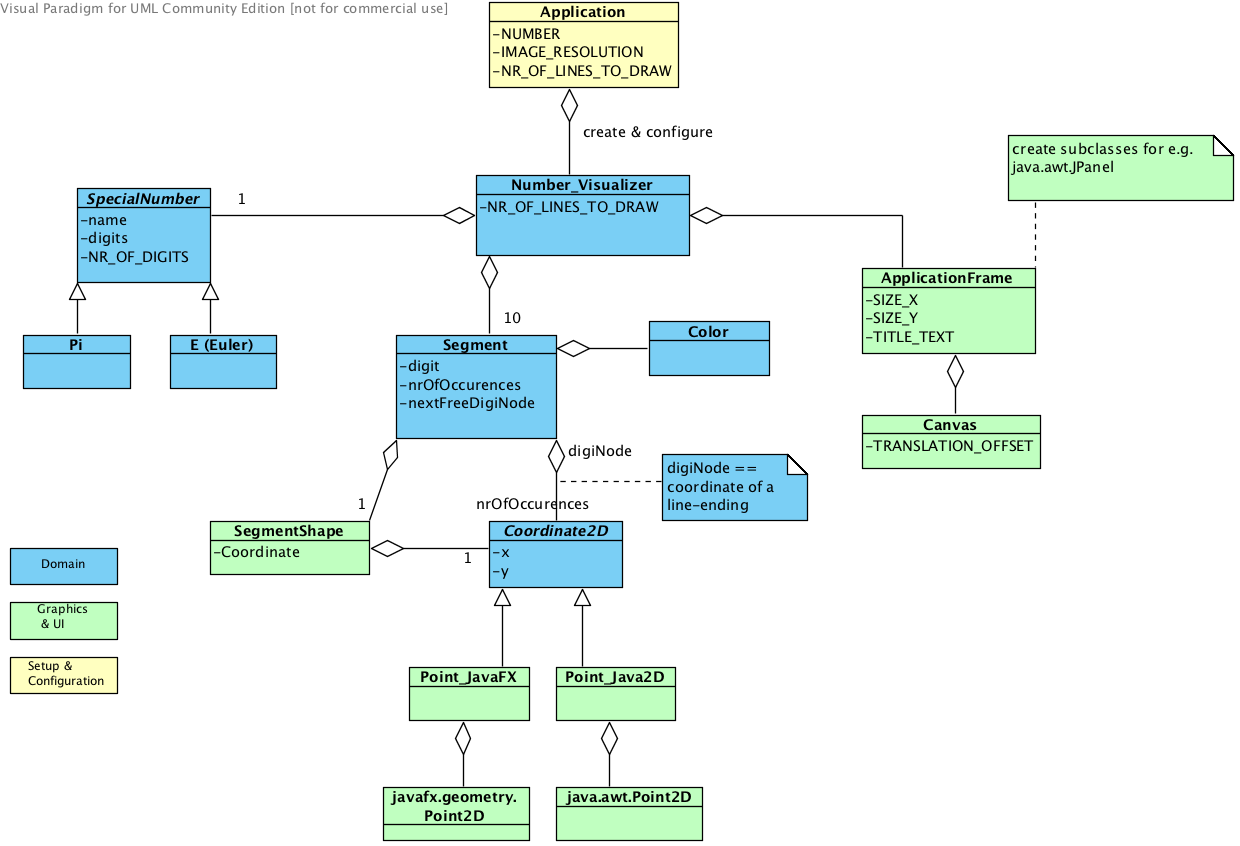 Visual Paradigm for UML Community Edition [not for commercial use]
Application
-NUMBER
-IMAGE_RESOLUTION
-NR_OF_LINES_TO_DRAW
create & configure
create subclasses for e.g.
java.awt.JPanel
SpecialNumber
-name
-digits
-NR_OF_DIGITS
1
Number_Visualizer
-NR_OF_LINES_TO_DRAW
ApplicationFrame
-SIZE_X
-SIZE_Y
-TITLE_TEXT
Pi
E (Euler)
10
Segment
-digit
-nrOfOccurences
-nextFreeDigiNode
Color
Canvas
-TRANSLATION_OFFSET
digiNode
digiNode ==
coordinate of a
line-ending
1
nrOfOccurences
SegmentShape
-Coordinate
1
Coordinate2D
-x
-y
Domain
Graphics
& UI
Setup &
Configuration
Point_JavaFX
Point_Java2D
javafx.geometry.
Point2D
java.awt.Point2D